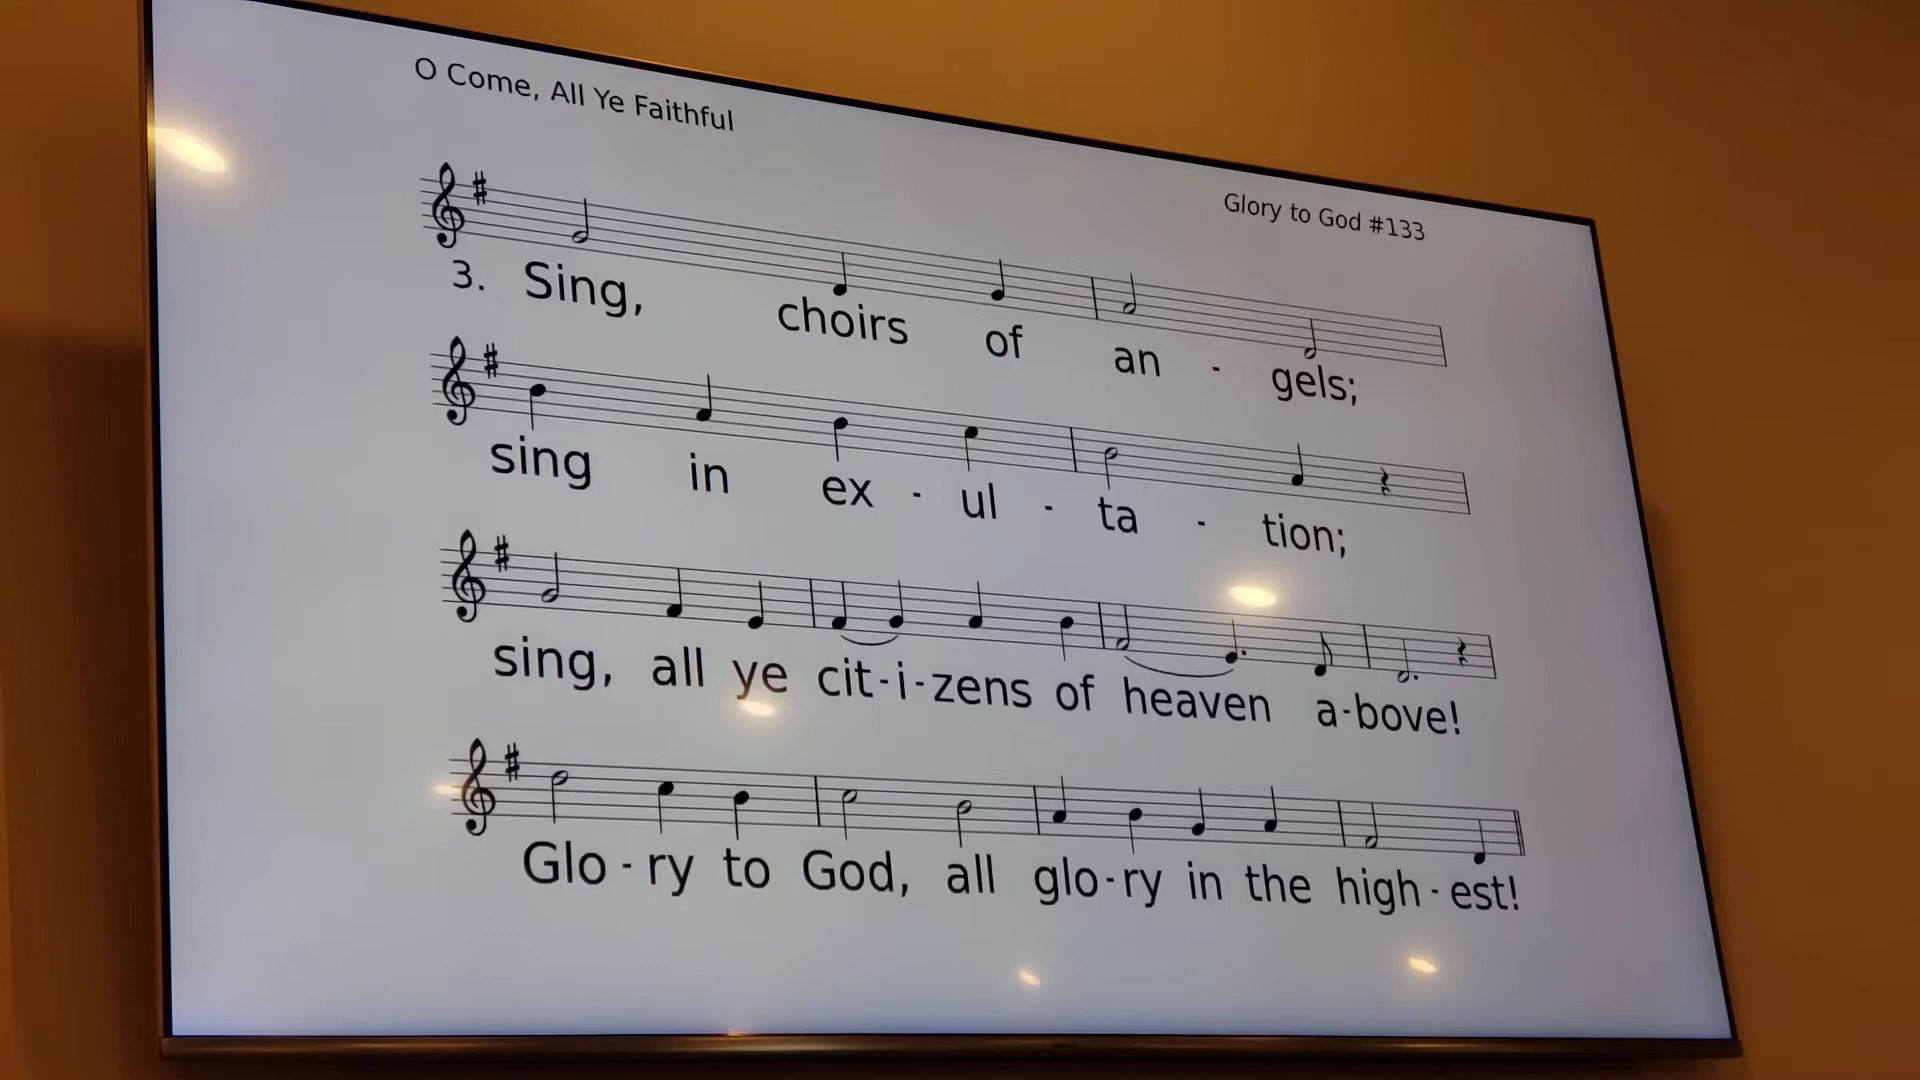 O Come, All Ye Faithful
Glory to God #133
3. Sing, choirs of an - gels;
sing in ex - ul - ta - tion;
sing, all ye cit-i-zens of heaven a-bove!
Glo - ry to God, all glo-ry in the high-est!